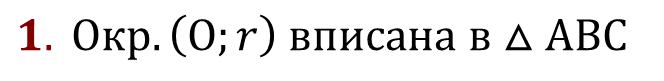 1. Окр. (O; r) вписана в △ ABC